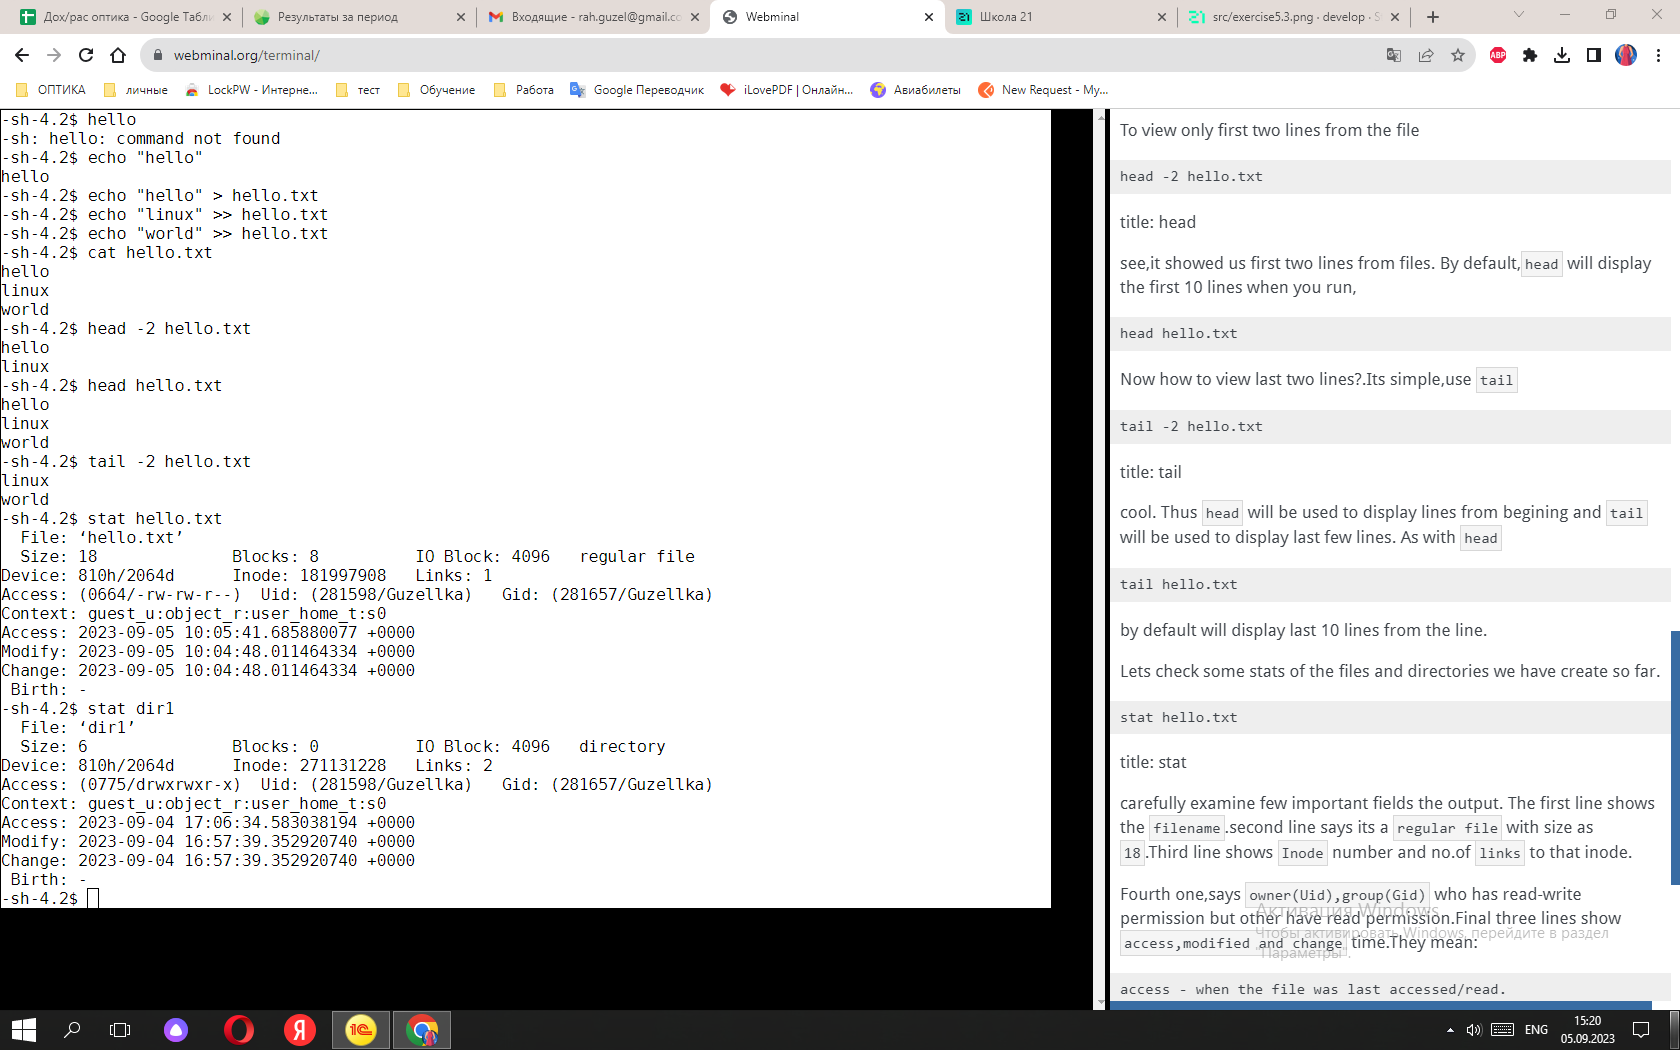 Дох/рас оптика - Google Табли
Результаты за период
Входящие - rah.guzel@gmail.co
Webminal
Школа 21
src/exercise5.3.png · develop · S
webminal.org/terminal/
ABP
ОПТИКА
личные
LockPW - Интерне...
тест
Обучение
Работа
Google Переводчик
iLovePDF | Онлайн...
Авиабилеты
New Request - My...
-sh-4.2$ hello
-sh: hello: command not found
-sh-4.2$ echo "hello"
hello
-sh-4.2$ echo "hello" > hello.txt
-sh-4.2$ echo "linux" >> hello.txt
-sh-4.2$ echo "world" >> hello.txt
-sh-4.2$ cat hello.txt
hello
linux
world
-sh-4.2$ head -2 hello.txt
hello
linux
-sh-4.2$ head hello.txt
hello
linux
world
-sh-4.2$ tail -2 hello.txt
linux
world
-sh-4.2$ stat hello.txt
  File: ‘hello.txt’
  Size: 18              Blocks: 8          IO Block: 4096   regular file
Device: 810h/2064d      Inode: 181997908   Links: 1
Access: (0664/-rw-rw-r--)  Uid: (281598/Guzellka)   Gid: (281657/Guzellka)
Context: guest_u:object_r:user_home_t:s0
Access: 2023-09-05 10:05:41.685880077 +0000
Modify: 2023-09-05 10:04:48.011464334 +0000
Change: 2023-09-05 10:04:48.011464334 +0000
 Birth: -
-sh-4.2$ stat dir1
  File: ‘dir1’
  Size: 6               Blocks: 0          IO Block: 4096   directory
Device: 810h/2064d      Inode: 271131228   Links: 2
Access: (0775/drwxrwxr-x)  Uid: (281598/Guzellka)   Gid: (281657/Guzellka)
Context: guest_u:object_r:user_home_t:s0
Access: 2023-09-04 17:06:34.583038194 +0000
Modify: 2023-09-04 16:57:39.352920740 +0000
Change: 2023-09-04 16:57:39.352920740 +0000
 Birth: -
-sh-4.2$
To view only first two lines from the file
head -2 hello.txt
title: head
see,it showed us first two lines from files. By default, head will display
the first 10 lines when you run,
head hello.txt
Now how to view last two lines?.Its simple,use tail
tail -2 hello.txt
title: tail
cool. Thus head will be used to display lines from begining and tail
will be used to display last few lines. As with head
tail hello.txt
by default will display last 10 lines from the line.
Lets check some stats of the files and directories we have create so far.
stat hello.txt
title: stat
carefully examine few important fields the output. The first line shows
the filename .second line says its a regular file with size as
18 .Third line shows Inode number and no.of links to that inode.
Fourth one,says owner(Uid),group(Gid) who has read-write
permission but other have read permission.Final three lines show
access,modified and change time.They mean:
access - when the file was last accessed/read.
Активация Windows
Чтобы активировать Windows, перейдите в раздел
"Параметры".
1С
Я
ENG
15:20
05.09.2023